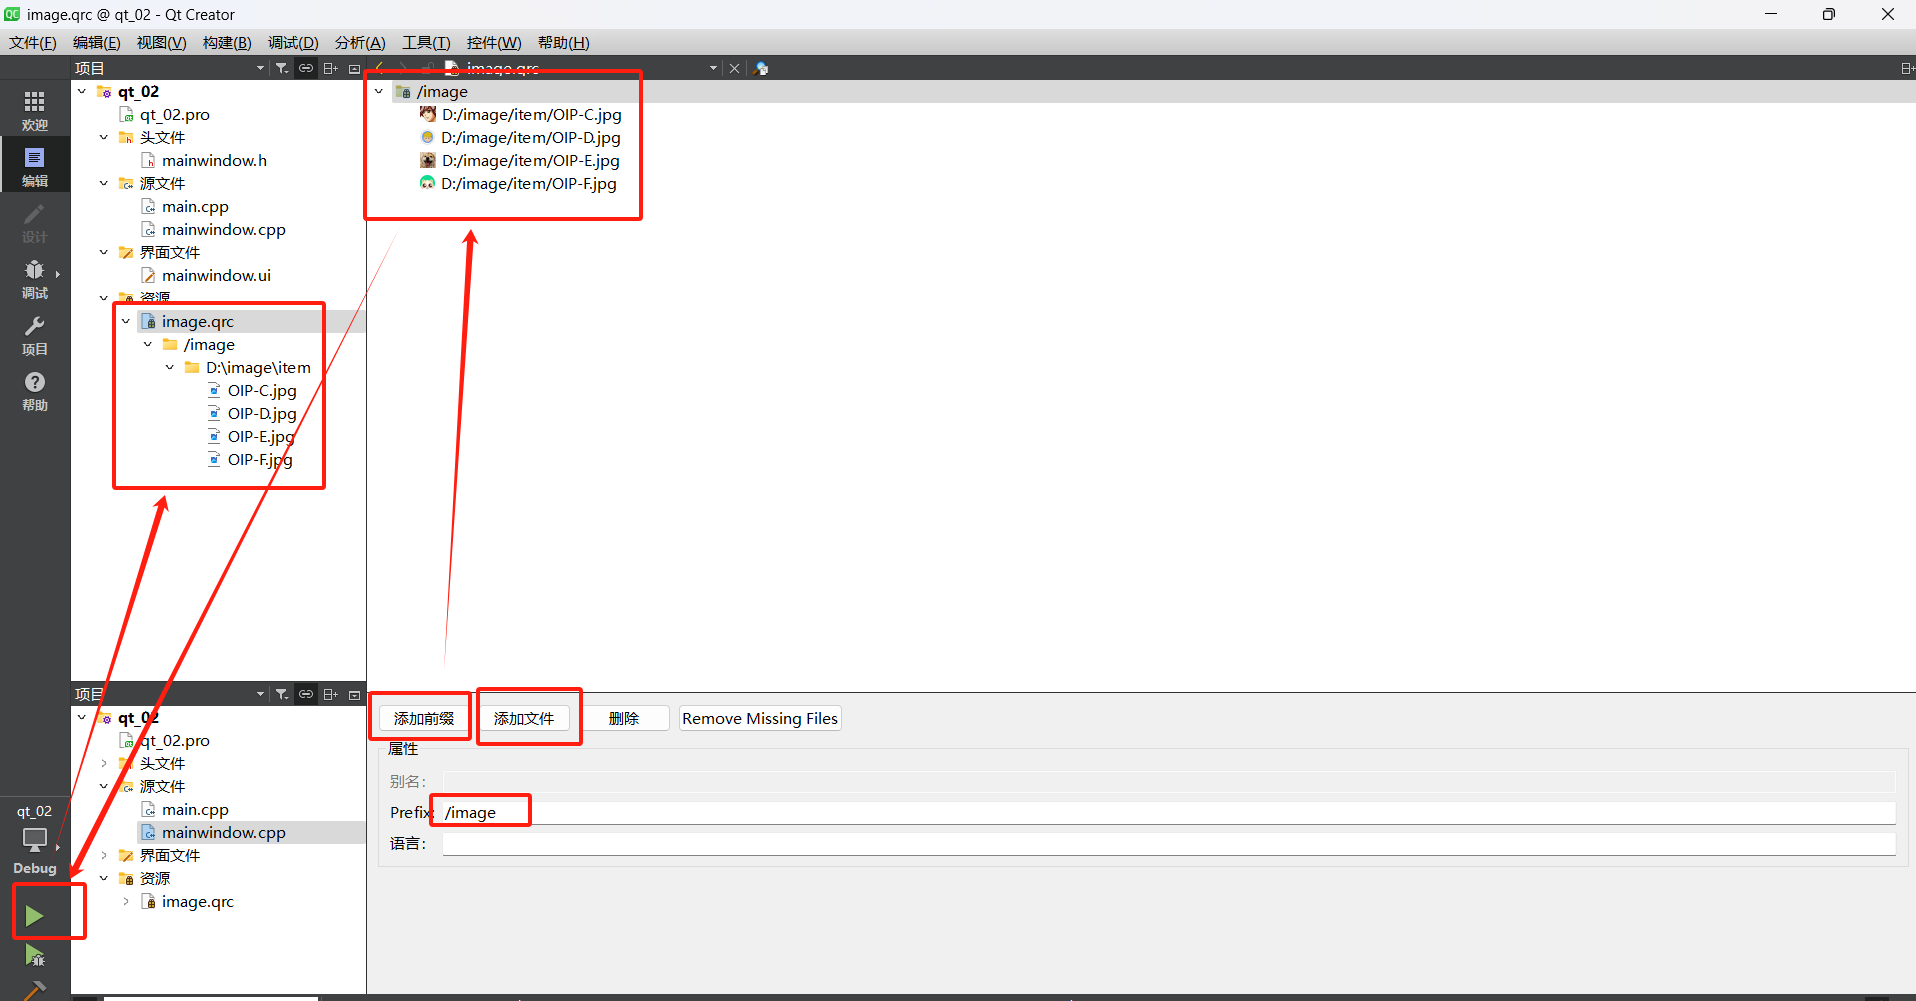 image.qrc @ qt_02 - Qt Creator
文件(F) 编辑(E) 视图(V) 构建(B) 调试(D) 分析(A) 工具(T) 控件(W) 帮助(H)
项目
image.qrc
欢迎
编辑
设计
调试
项目
帮助
qt_02
qt_02.pro
头文件
mainwindow.h
源文件
main.cpp
mainwindow.cpp
界面文件
mainwindow.ui
资源
image.qrc
/image
D:\image\item
OIP-C.jpg
OIP-D.jpg
OIP-E.jpg
OIP-F.jpg
/image
D:/image/item/OIP-C.jpg
D:/image/item/OIP-D.jpg
D:/image/item/OIP-E.jpg
D:/image/item/OIP-F.jpg
项目
qt_02
qt_02.pro
头文件
源文件
main.cpp
mainwindow.cpp
界面文件
资源
image.qrc
qt_02
Debug
添加前缀 添加文件 删除 Remove Missing Files
属性
别名:
Prefix: /image
语言: